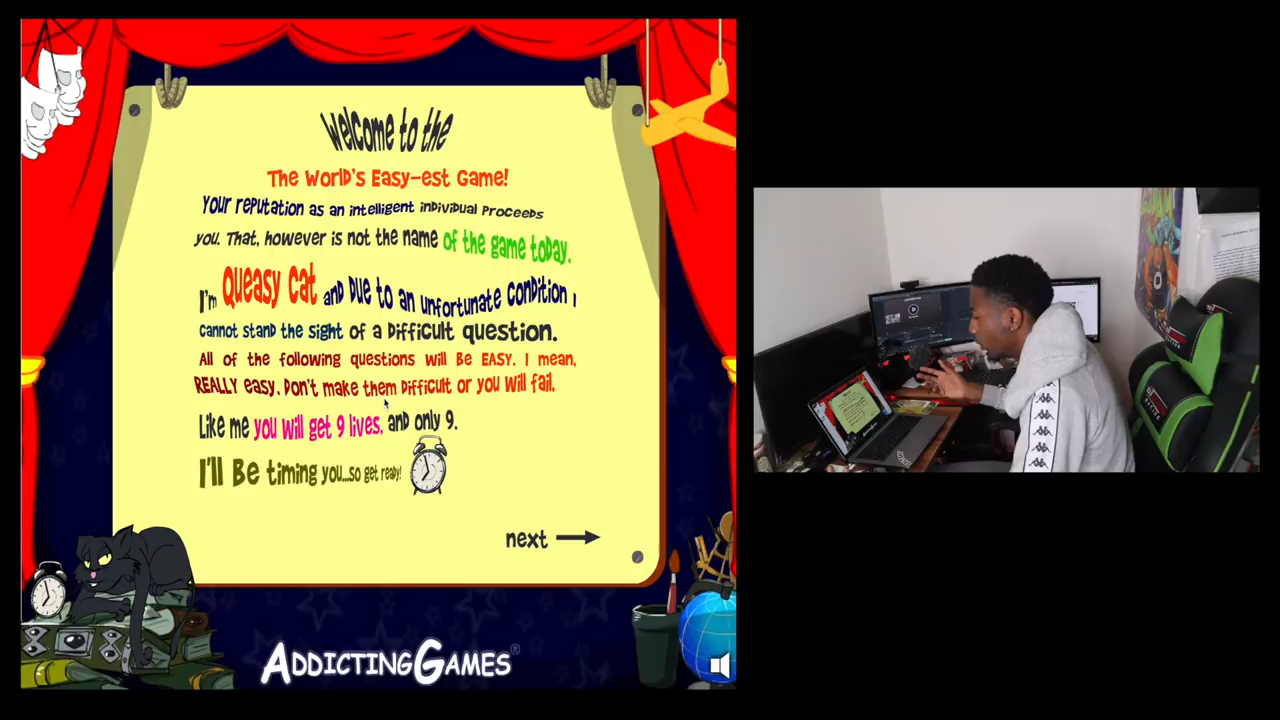 Welcome to the
The World's Easy-est Game!
Your reputation as an intelligent individual proceeds
you. That, however is not the name of the game today.
I'm Queasy Cat and due to an unfortunate condition I
cannot stand the sight of a difficult question.
All of the following questions will be EASY. I mean,
REALLY easy. Don't make them difficult or you will fail.
Like me you will get 9 lives, and only 9.
I'll be timing you...so get ready!
next
ADDICTINGGAMES®
Kappa